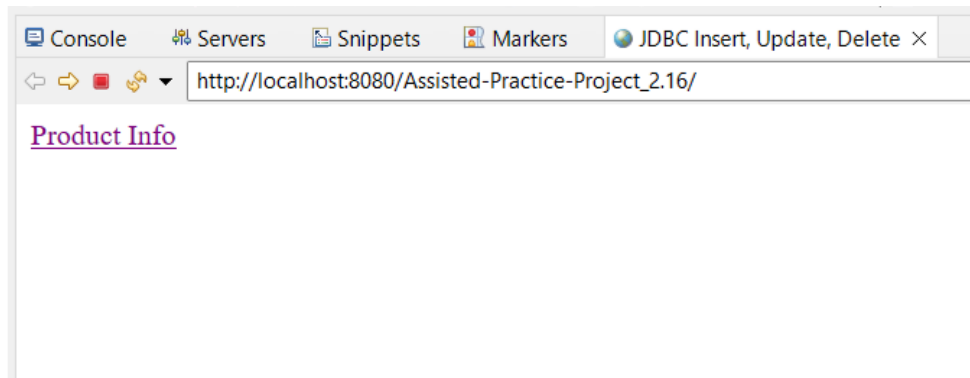 Console Servers Snippets Markers JDBC Insert, Update, Delete
http://localhost:8080/Assisted-Practice-Project_2.16/
Product Info